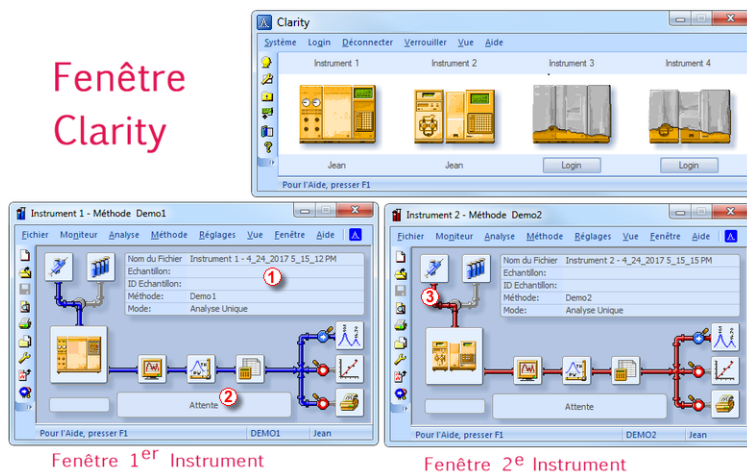 Fenêtre
Clarity
Clarity
Système Login Déconnecter Verrouiller Vue Aide
Instrument 1 Instrument 2 Instrument 3 Instrument 4
Jean Jean Login Login
Pour l'Aide, presser F1
Instrument 1 - Méthode Demo1
Fichier Moniteur Analyse Méthode Réglages Vue Fenêtre Aide
Nom du Fichier Instrument 1 - 4_24_2017 5_15_12 PM
Echantillon:
ID Echantillon:
Méthode: Demo1
Mode: Analyse Unique
1
2
Attente
Pour l'Aide, presser F1 DEMO1 Jean
Fenêtre 1er Instrument
Instrument 2 - Méthode Demo2
Fichier Moniteur Analyse Méthode Réglages Vue Fenêtre Aide
Nom du Fichier Instrument 2 - 4_24_2017 5_15_15 PM
Echantillon:
ID Echantillon:
Méthode: Demo2
Mode: Analyse Unique
3
Attente
Pour l'Aide, presser F1 DEMO2 Jean
Fenêtre 2e Instrument